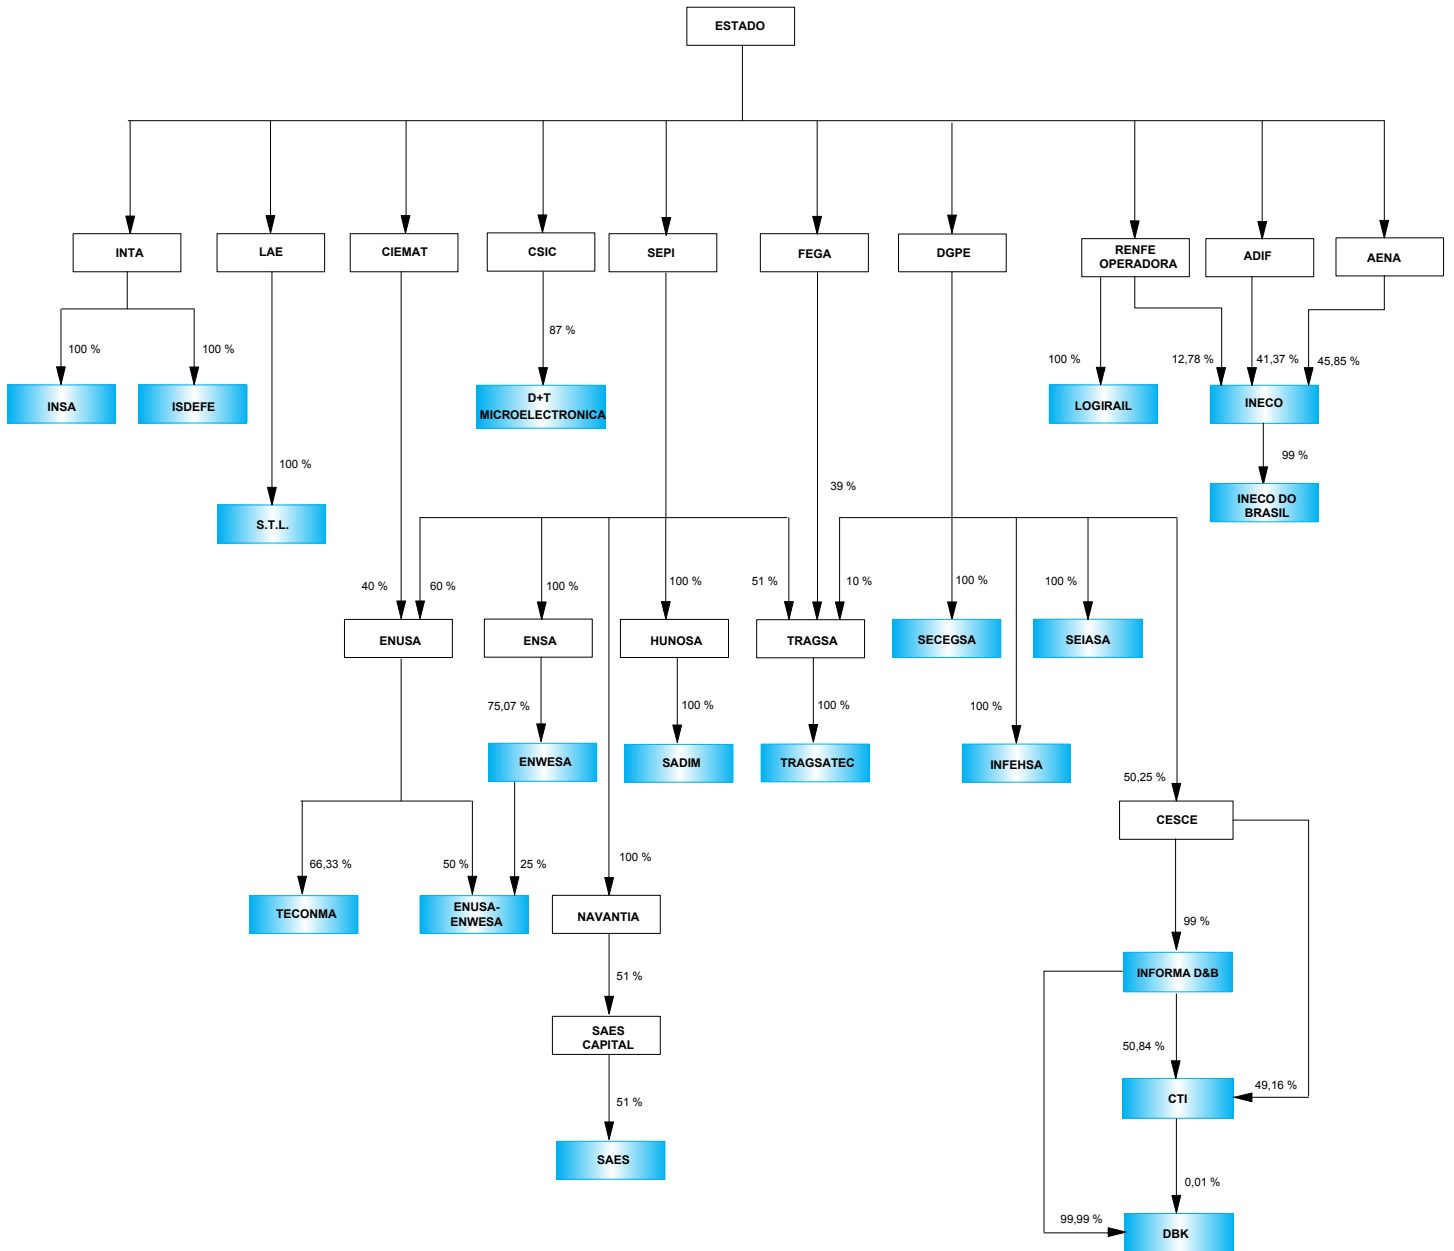 ESTADO
INTA
LAE
CIEMAT
CSIC
SEPI
FEGA
DGPE
RENFE
OPERADORA
ADIF
AENA
100 %
100 %
87 %
100 %
12,78 %
41,37 %
45,85 %
INSA
ISDEFE
D+T
MICROELECTRONICA
LOGIRAIL
INECO
100 %
39 %
99 %
S.T.L.
INECO DO
BRASIL
40 %
60 %
100 %
100 %
51 %
10 %
100 %
100 %
ENUSA
ENSA
HUNOSA
TRAGSA
SECEGSA
SEIASA
75,07 %
100 %
100 %
100 %
ENWESA
SADIM
TRAGSATEC
INFEHSA
50,25 %
CESCE
66,33 %
50 %
25 %
100 %
TECONMA
ENUSA-
ENWESA
NAVANTIA
99 %
51 %
INFORMA D&B
SAES
CAPITAL
50,84 %
49,16 %
51 %
CTI
SAES
0,01 %
99,99 %
DBK